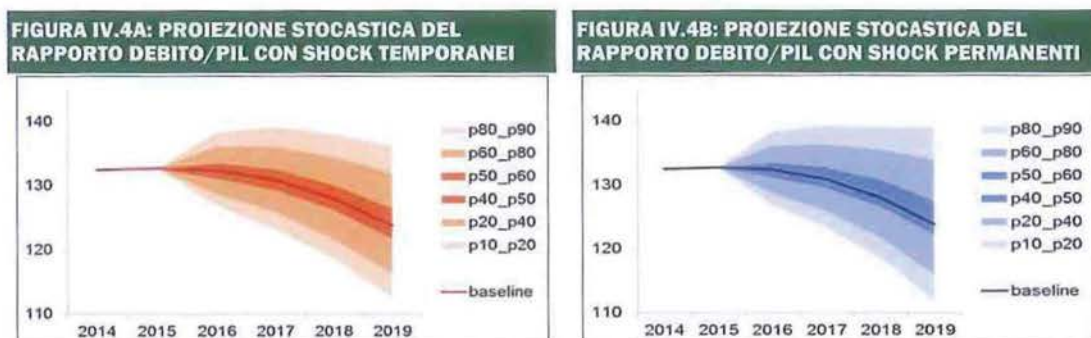 FIGURA IV.4A: PROIEZIONE STOCASTICA DEL
RAPPORTO DEBITO/PIL CON SHOCK TEMPORANEI
140
130
120
110
2014 2015 2016 2017 2018 2019
p80_p90
p60_p80
p50_p60
p40_p50
p20_p40
p10_p20
baseline
FIGURA IV.4B: PROIEZIONE STOCASTICA DEL
RAPPORTO DEBITO/PIL CON SHOCK PERMANENTI
140
130
120
110
2014 2015 2016 2017 2018 2019
p80_p90
p60_p80
p50_p60
p40_p50
p20_p40
p10_p20
baseline